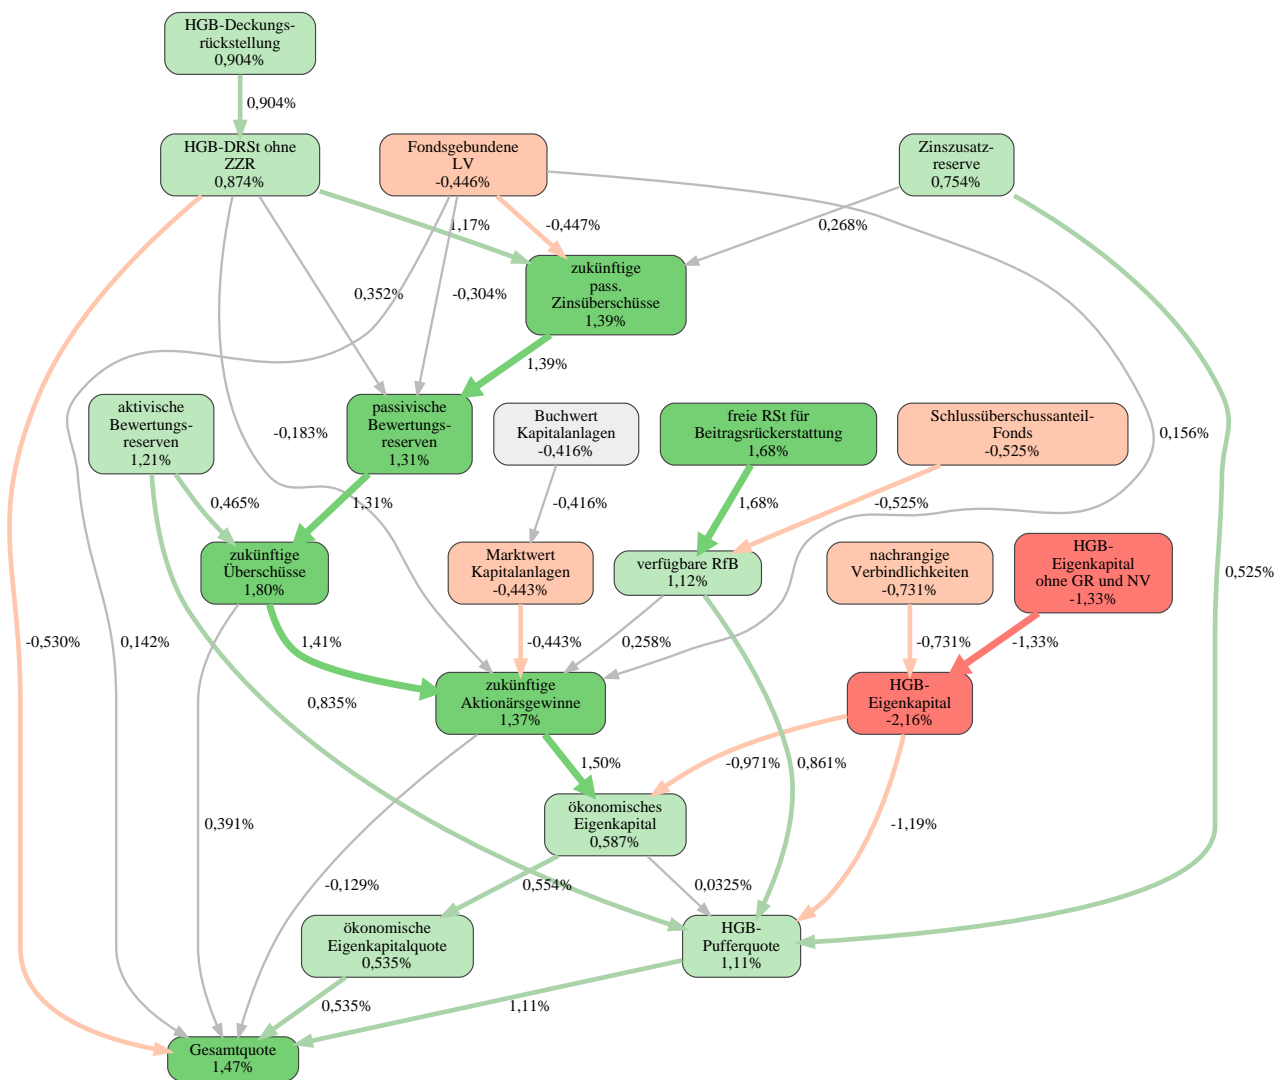 HGB-Deckungs-
rückstellung
0,904%
0,904%
HGB-DRSt ohne
ZZR
0,874%
Fondsgebundene
LV
-0,446%
Zinszusatz-
reserve
0,754%
1,17%
-0,447%
0,268%
zukünftige
pass.
Zinsüberschüsse
1,39%
0,352%
-0,304%
1,39%
aktivische
Bewertungs-
reserven
1,21%
passivische
Bewertungs-
reserven
1,31%
Buchwert
Kapitalanlagen
-0,416%
freie RSt für
Beitragsrückerstattung
1,68%
Schlussüberschussanteil-
Fonds
-0,525%
-0,183%
0,156%
0,465%
1,31%
-0,416%
1,68%
-0,525%
zukünftige
Überschüsse
1,80%
Marktwert
Kapitalanlagen
-0,443%
verfügbare RfB
1,12%
nachrangige
Verbindlichkeiten
-0,731%
HGB-
Eigenkapital
ohne GR und NV
-1,33%
0,525%
-0,530%
0,142%
1,41%
-0,443%
0,258%
-0,731%
-1,33%
zukünftige
Aktionärsgewinne
1,37%
HGB-
Eigenkapital
-2,16%
0,835%
1,50%
-0,971%
0,861%
ökonomisches
Eigenkapital
0,587%
0,391%
-1,19%
-0,129%
0,554%
0,0325%
ökonomische
Eigenkapitalquote
0,535%
HGB-
Pufferquote
1,11%
0,535%
1,11%
Gesamtquote
1,47%